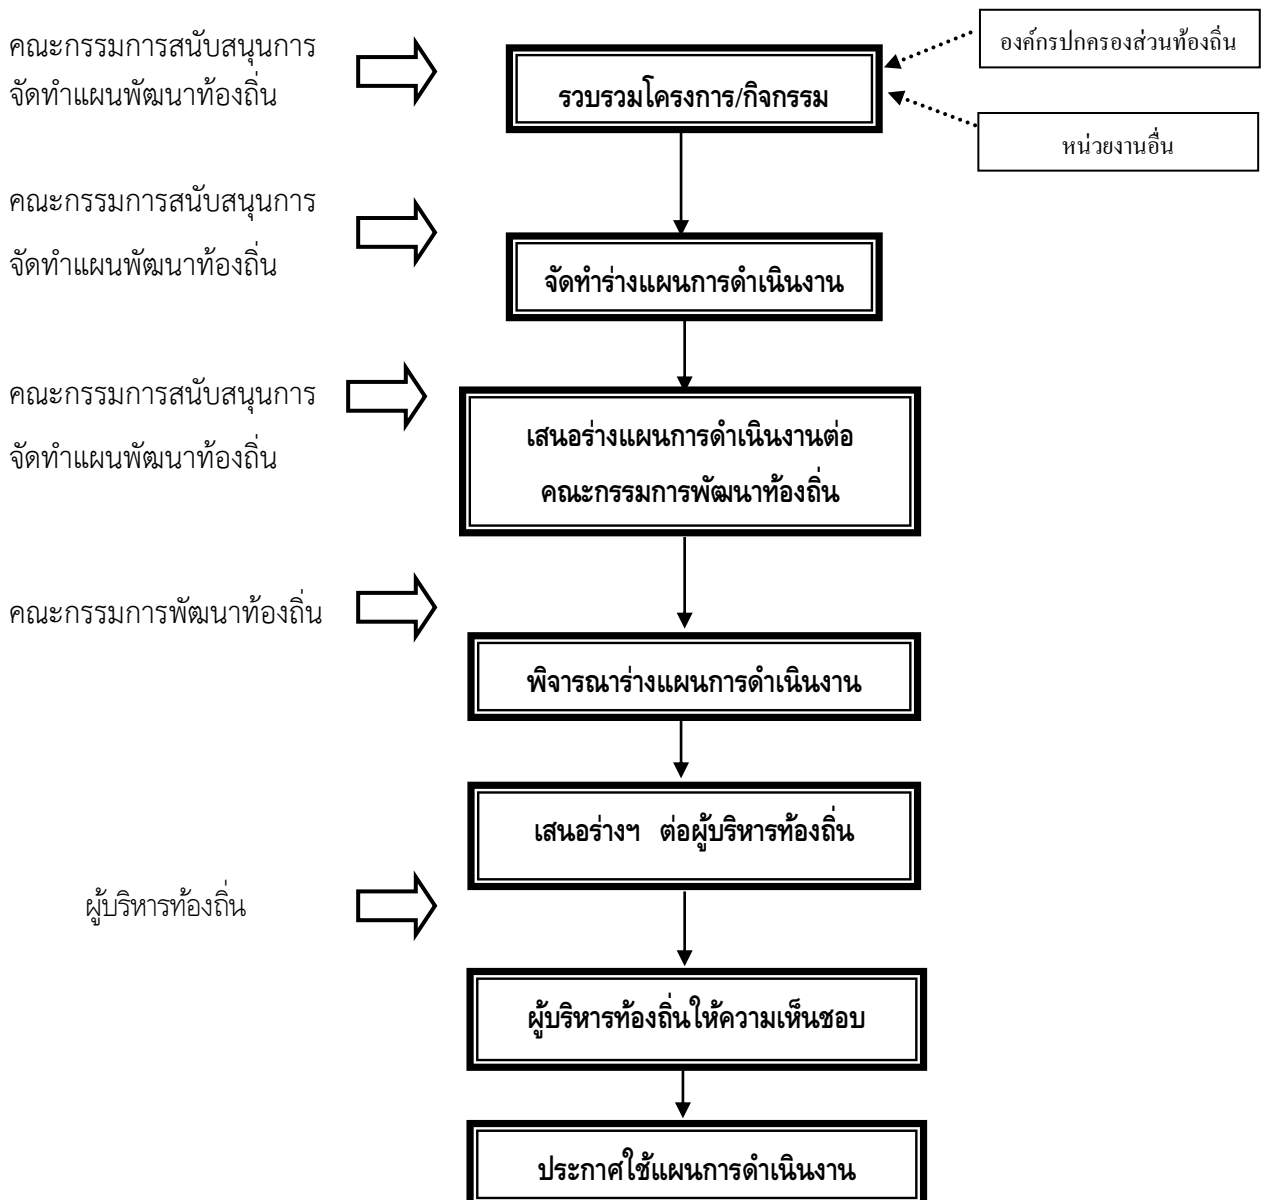 คณะกรรมการสนับสนุนการ
จัดทำแผนพัฒนาท้องถิ่น
รวบรวมโครงการ/กิจกรรม
องค์กรปกครองส่วนท้องถิ่น
หน่วยงานอื่น
คณะกรรมการสนับสนุนการ
จัดทำแผนพัฒนาท้องถิ่น
จัดทำร่างแผนการดำเนินงาน
คณะกรรมการสนับสนุนการ
จัดทำแผนพัฒนาท้องถิ่น
เสนอร่างแผนการดำเนินงานต่อ
คณะกรรมการพัฒนาท้องถิ่น
คณะกรรมการพัฒนาท้องถิ่น
พิจารณาร่างแผนการดำเนินงาน
เสนอร่างฯ ต่อผู้บริหารท้องถิ่น
ผู้บริหารท้องถิ่น
ผู้บริหารท้องถิ่นให้ความเห็นชอบ
ประกาศใช้แผนการดำเนินงาน